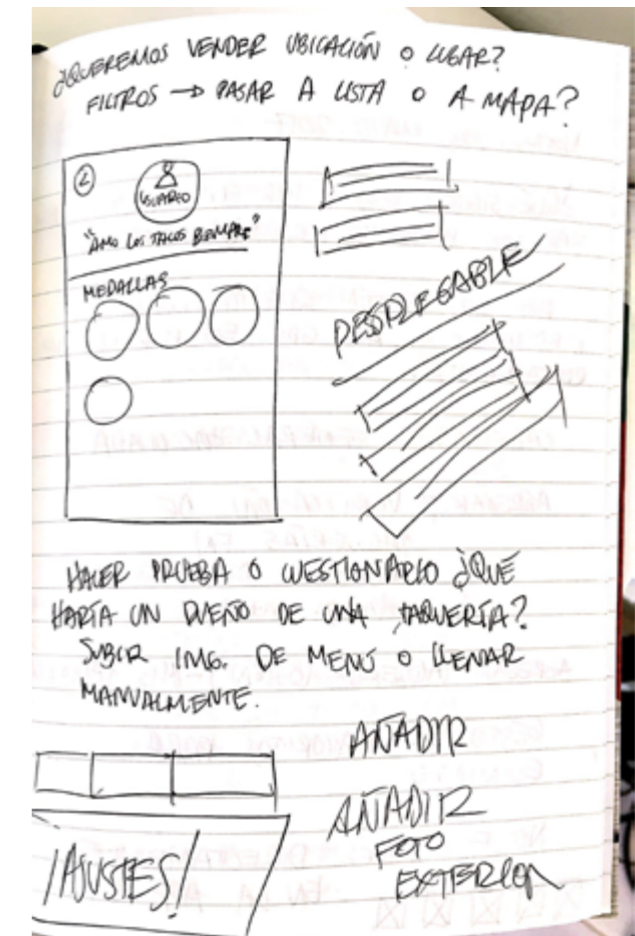 ¿QUEREMOS VENDER UBICACIÓN O LUGAR?
FILTROS → PASAR A LISTA O A MAPA?
USUARIO
"AMO LOS TACOS SIEMPRE"
MEDALLAS
DESPLEGABLE
HACER PRUEBA O CUESTIONARIO ¿QUÉ
HARÍA UN DUEÑO DE UNA TAQUERÍA?
SUBIR IMG. DE MENÚ O LLENAR
MANUALMENTE.
AÑADIR
AÑADIR
FOTO
EXTERIOR
¡AJUSTES!